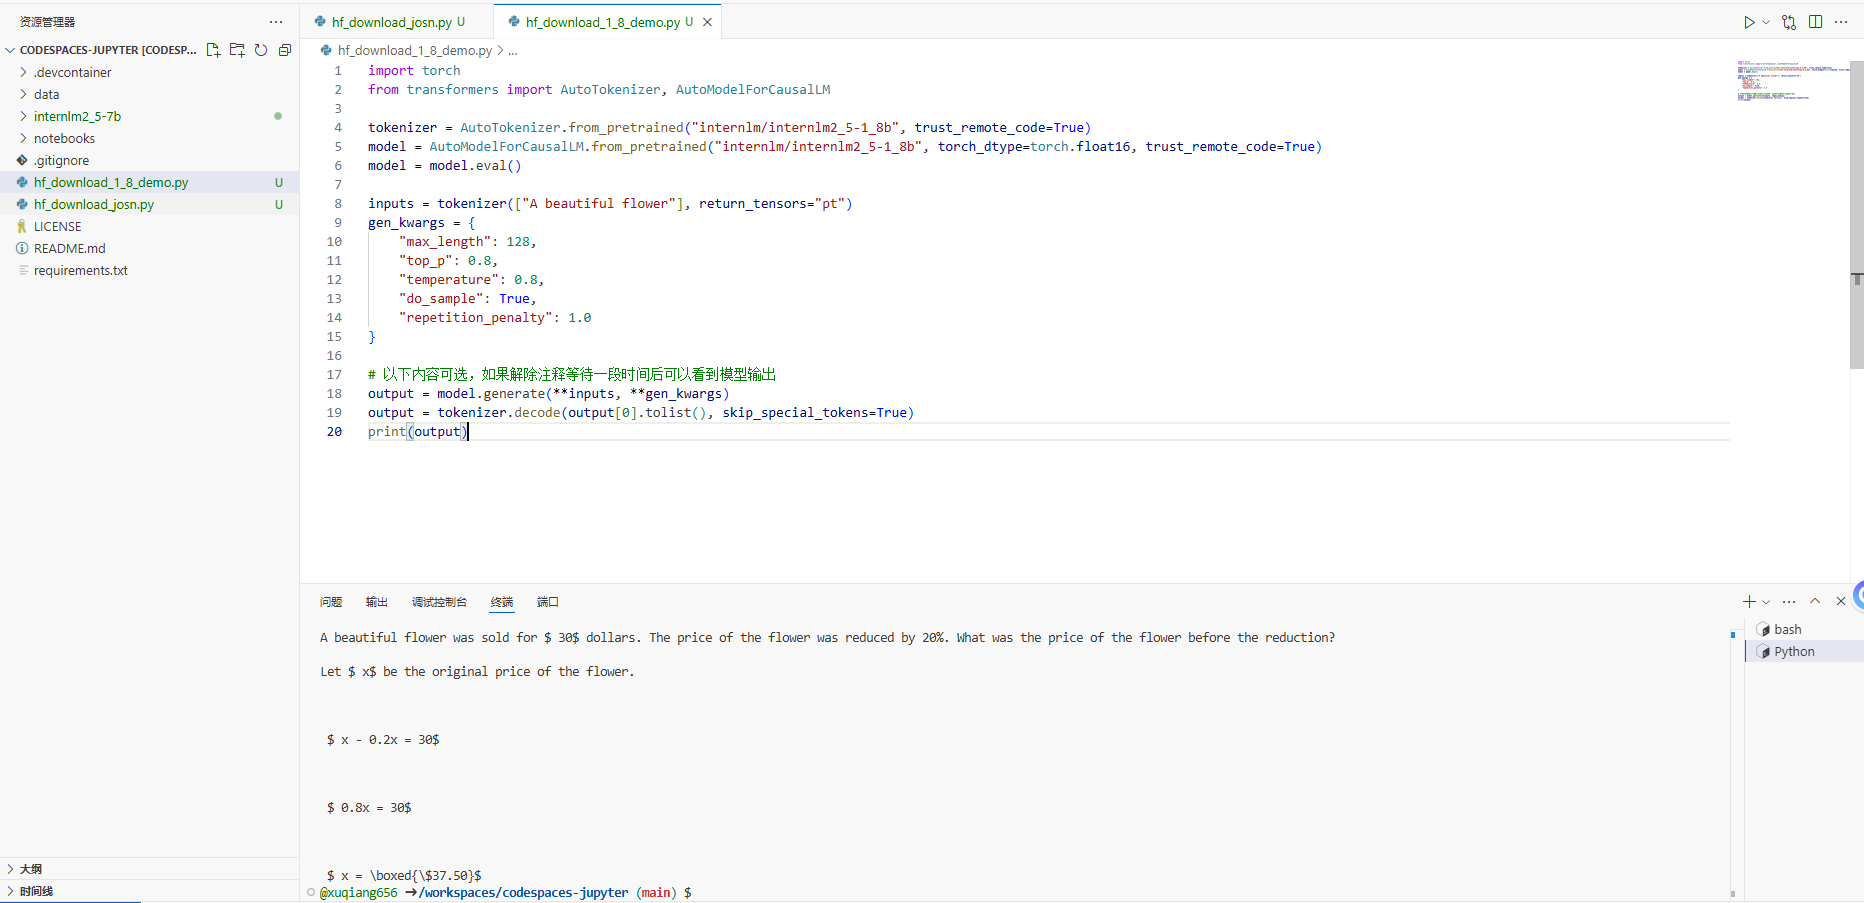 资源管理器
CODESPACES-JUPYTER [CODESP...
.devcontainer
data
internlm2_5-7b
notebooks
.gitignore
hf_download_1_8_demo.py U
hf_download_josn.py U
LICENSE
README.md
requirements.txt
大纲
时间线
hf_download_josn.py U
hf_download_1_8_demo.py U
hf_download_1_8_demo.py > ...
1 import torch
2 from transformers import AutoTokenizer, AutoModelForCausalLM
3
4 tokenizer = AutoTokenizer.from_pretrained("internlm/internlm2_5-1_8b", trust_remote_code=True)
5 model = AutoModelForCausalLM.from_pretrained("internlm/internlm2_5-1_8b", torch_dtype=torch.float16, trust_remote_code=True)
6 model = model.eval()
7
8 inputs = tokenizer(["A beautiful flower"], return_tensors="pt")
9 gen_kwargs = {
10 "max_length": 128,
11 "top_p": 0.8,
12 "temperature": 0.8,
13 "do_sample": True,
14 "repetition_penalty": 1.0
15 }
16
17 # 以下内容可选，如果解除注释等待一段时间后可以看到模型输出
18 output = model.generate(**inputs, **gen_kwargs)
19 output = tokenizer.decode(output[0].tolist(), skip_special_tokens=True)
20 print(output)
问题 输出 调试控制台 终端 端口
A beautiful flower was sold for $ 30$ dollars. The price of the flower was reduced by 20%. What was the price of the flower before the reduction?
Let $ x$ be the original price of the flower.
$ x - 0.2x = 30$
$ 0.8x = 30$
$ x = \boxed{\$37.50}$
@xuqiang656 ➜/workspaces/codespaces-jupyter (main) $
bash
Python